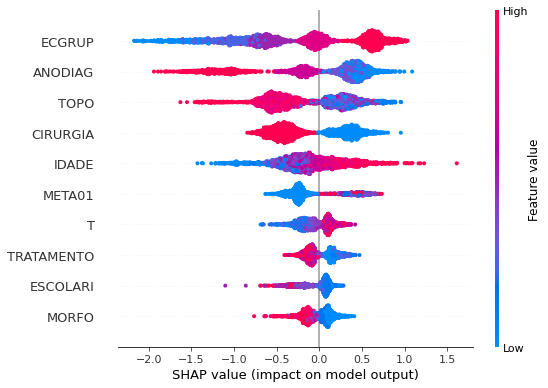 High
ECGRUP
ANODIAG
TOPO
CIRURGIA
IDADE
META01
T
TRATAMENTO
ESCOLARI
MORFO
Feature value
Low
−2.0 −1.5 −1.0 −0.5 0.0 0.5 1.0 1.5
SHAP value (impact on model output)